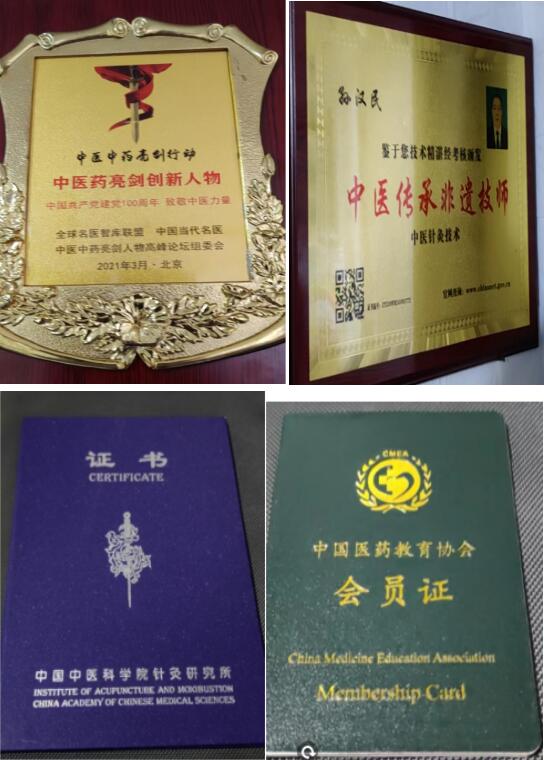 中医中药亮剑行动
中医药亮剑创新人物
中国共产党建党100周年 致敬中医力量
全球名医智库联盟 中国当代名医
中医中药亮剑人物高峰论坛组委会
2021年3月·北京
孙汉民
鉴于您技术精湛经考核颁发
中医传承非遗技师
中医针灸技术
证书
CERTIFICATE
中国中医科学院针灸研究所
INSTITUTE OF ACUPUNCTURE AND MOXIBUSTION
CHINA ACADEMY OF CHINESE MEDICAL SCIENCES
CMEA
中国医药教育协会
会员证
China Medicine Education Association
Membership Card